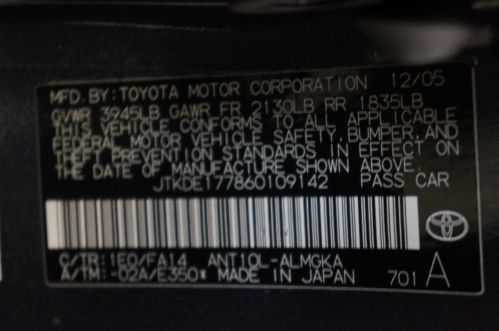 MFD.BY:TOYOTA MOTOR CORPORATION 12/05
GVWR 3945LB GAWR FR 2130LB RR 1835LB
THIS VEHICLE CONFORMS TO ALL APPLICABLE
FEDERAL MOTOR VEHICLE SAFETY,BUMPER,AND
THEFT PREVENTION STANDARDS IN EFFECT ON
THE DATE OF MANUFACTURE SHOWN ABOVE.
JTKDE177860109142 PASS CAR
C/TR:1E0/FA14 ANT10L-ALMGKA
A/TM:-02A/E350* MADE IN JAPAN 701 A